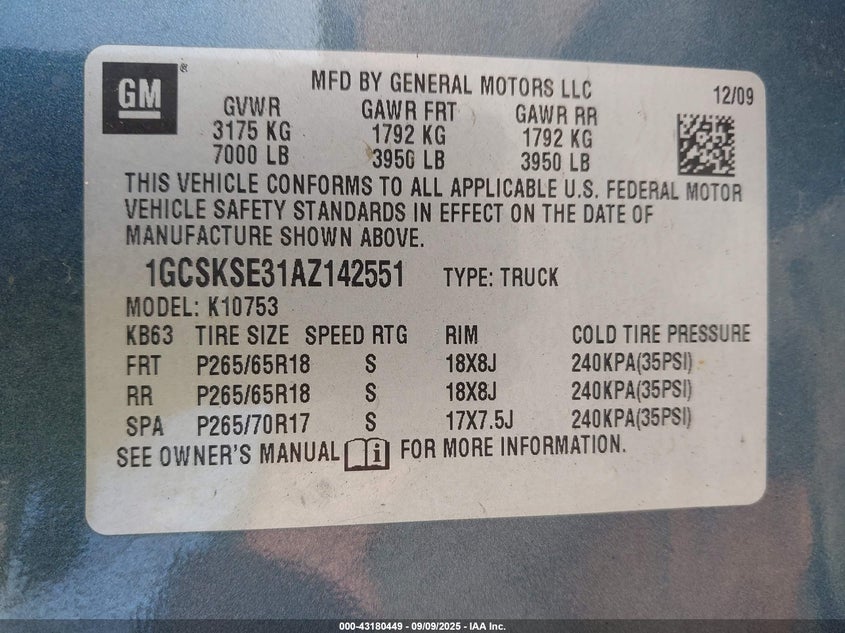 GM®
MFD BY GENERAL MOTORS LLC
12/09
GVWR GAWR FRT GAWR RR
3175 KG 1792 KG 1792 KG
7000 LB 3950 LB 3950 LB
THIS VEHICLE CONFORMS TO ALL APPLICABLE U.S. FEDERAL MOTOR
VEHICLE SAFETY STANDARDS IN EFFECT ON THE DATE OF
MANUFACTURE SHOWN ABOVE.
1GCSKSE31AZ142551 TYPE: TRUCK
MODEL: K10753
KB63 TIRE SIZE SPEED RTG RIM COLD TIRE PRESSURE
FRT P265/65R18 S 18X8J 240KPA(35PSI)
RR P265/65R18 S 18X8J 240KPA(35PSI)
SPA P265/70R17 S 17X7.5J 240KPA(35PSI)
SEE OWNER'S MANUAL FOR MORE INFORMATION.
000-43180449 - 09/09/2025 - IAA Inc.